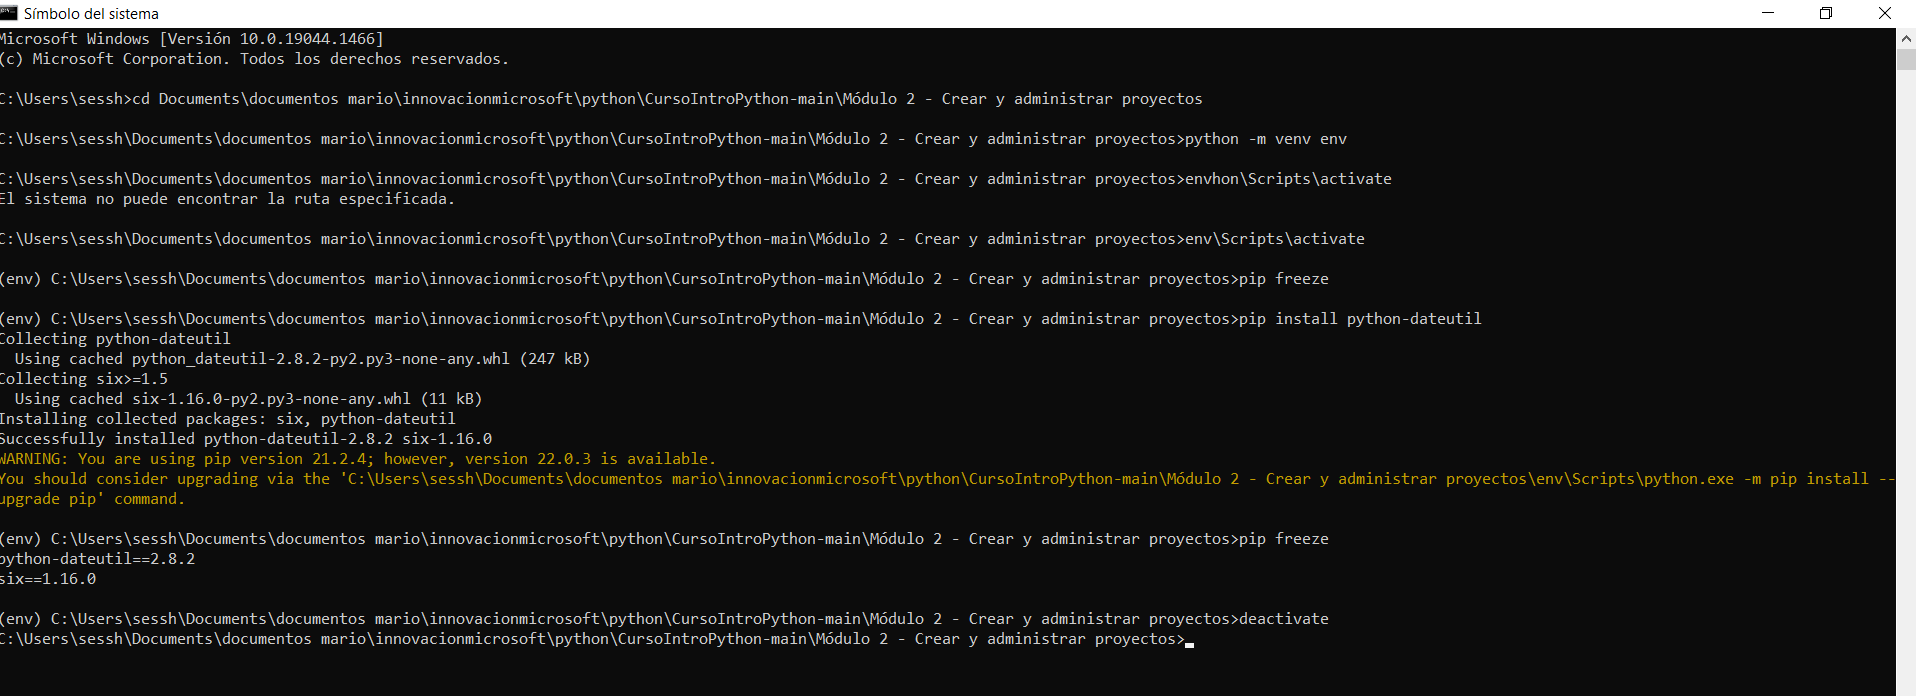 Símbolo del sistema
Microsoft Windows [Versión 10.0.19044.1466]
(c) Microsoft Corporation. Todos los derechos reservados.
C:\Users\sessh>cd Documents\documentos mario\innovacionmicrosoft\python\CursoIntroPython-main\Módulo 2 - Crear y administrar proyectos
C:\Users\sessh\Documents\documentos mario\innovacionmicrosoft\python\CursoIntroPython-main\Módulo 2 - Crear y administrar proyectos>python -m venv env
C:\Users\sessh\Documents\documentos mario\innovacionmicrosoft\python\CursoIntroPython-main\Módulo 2 - Crear y administrar proyectos>envhon\Scripts\activate
El sistema no puede encontrar la ruta especificada.
C:\Users\sessh\Documents\documentos mario\innovacionmicrosoft\python\CursoIntroPython-main\Módulo 2 - Crear y administrar proyectos>env\Scripts\activate
(env) C:\Users\sessh\Documents\documentos mario\innovacionmicrosoft\python\CursoIntroPython-main\Módulo 2 - Crear y administrar proyectos>pip freeze
(env) C:\Users\sessh\Documents\documentos mario\innovacionmicrosoft\python\CursoIntroPython-main\Módulo 2 - Crear y administrar proyectos>pip install python-dateutil
Collecting python-dateutil
  Using cached python_dateutil-2.8.2-py2.py3-none-any.whl (247 kB)
Collecting six>=1.5
  Using cached six-1.16.0-py2.py3-none-any.whl (11 kB)
Installing collected packages: six, python-dateutil
Successfully installed python-dateutil-2.8.2 six-1.16.0
WARNING: You are using pip version 21.2.4; however, version 22.0.3 is available.
You should consider upgrading via the 'C:\Users\sessh\Documents\documentos mario\innovacionmicrosoft\python\CursoIntroPython-main\Módulo 2 - Crear y administrar proyectos\env\Scripts\python.exe -m pip install --
upgrade pip' command.
(env) C:\Users\sessh\Documents\documentos mario\innovacionmicrosoft\python\CursoIntroPython-main\Módulo 2 - Crear y administrar proyectos>pip freeze
python-dateutil==2.8.2
six==1.16.0
(env) C:\Users\sessh\Documents\documentos mario\innovacionmicrosoft\python\CursoIntroPython-main\Módulo 2 - Crear y administrar proyectos>deactivate
C:\Users\sessh\Documents\documentos mario\innovacionmicrosoft\python\CursoIntroPython-main\Módulo 2 - Crear y administrar proyectos>